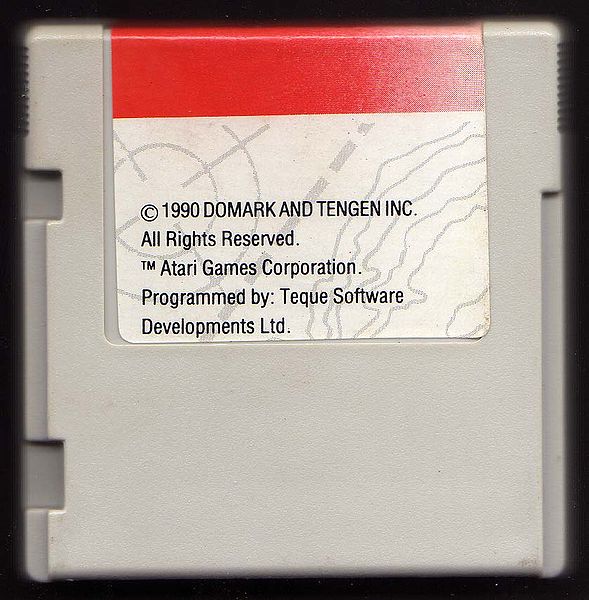 © 1990 DOMARK AND TENGEN INC.
All Rights Reserved.
™ Atari Games Corporation.
Programmed by: Teque Software
Developments Ltd.